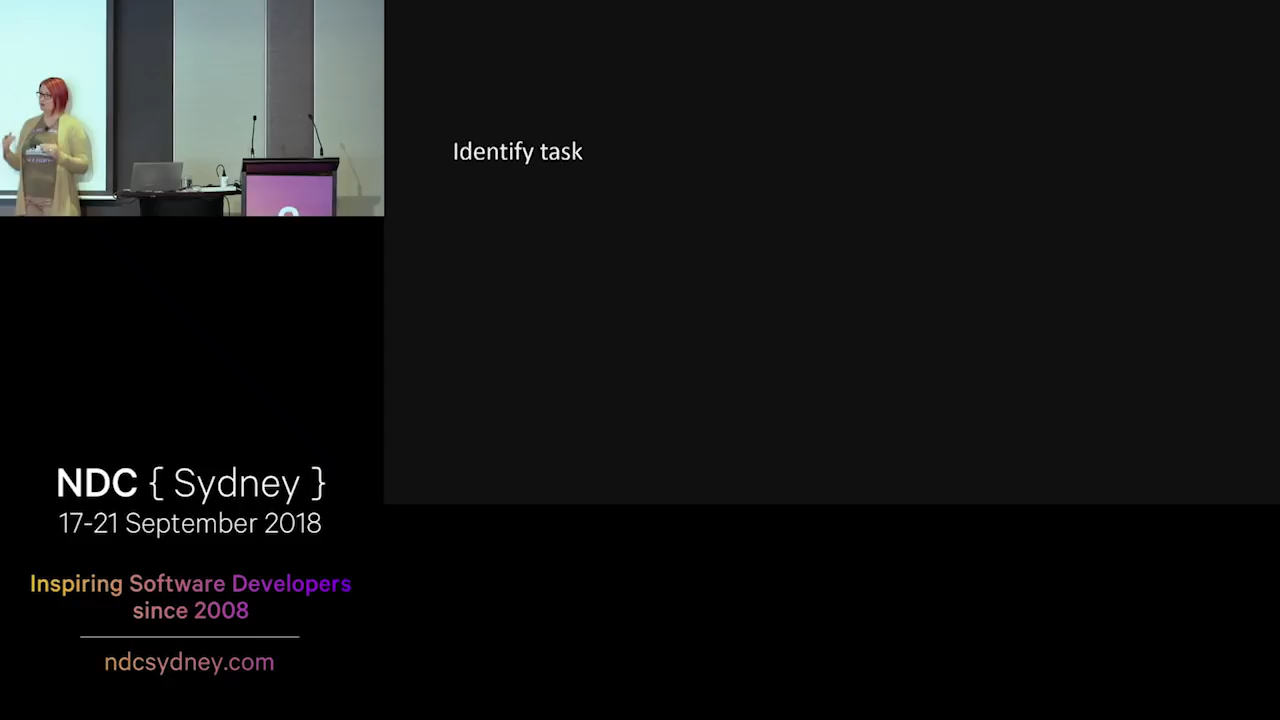 Identify task
NDC { Sydney }
17-21 September 2018
Inspiring Software Developers
since 2008
ndcsydney.com